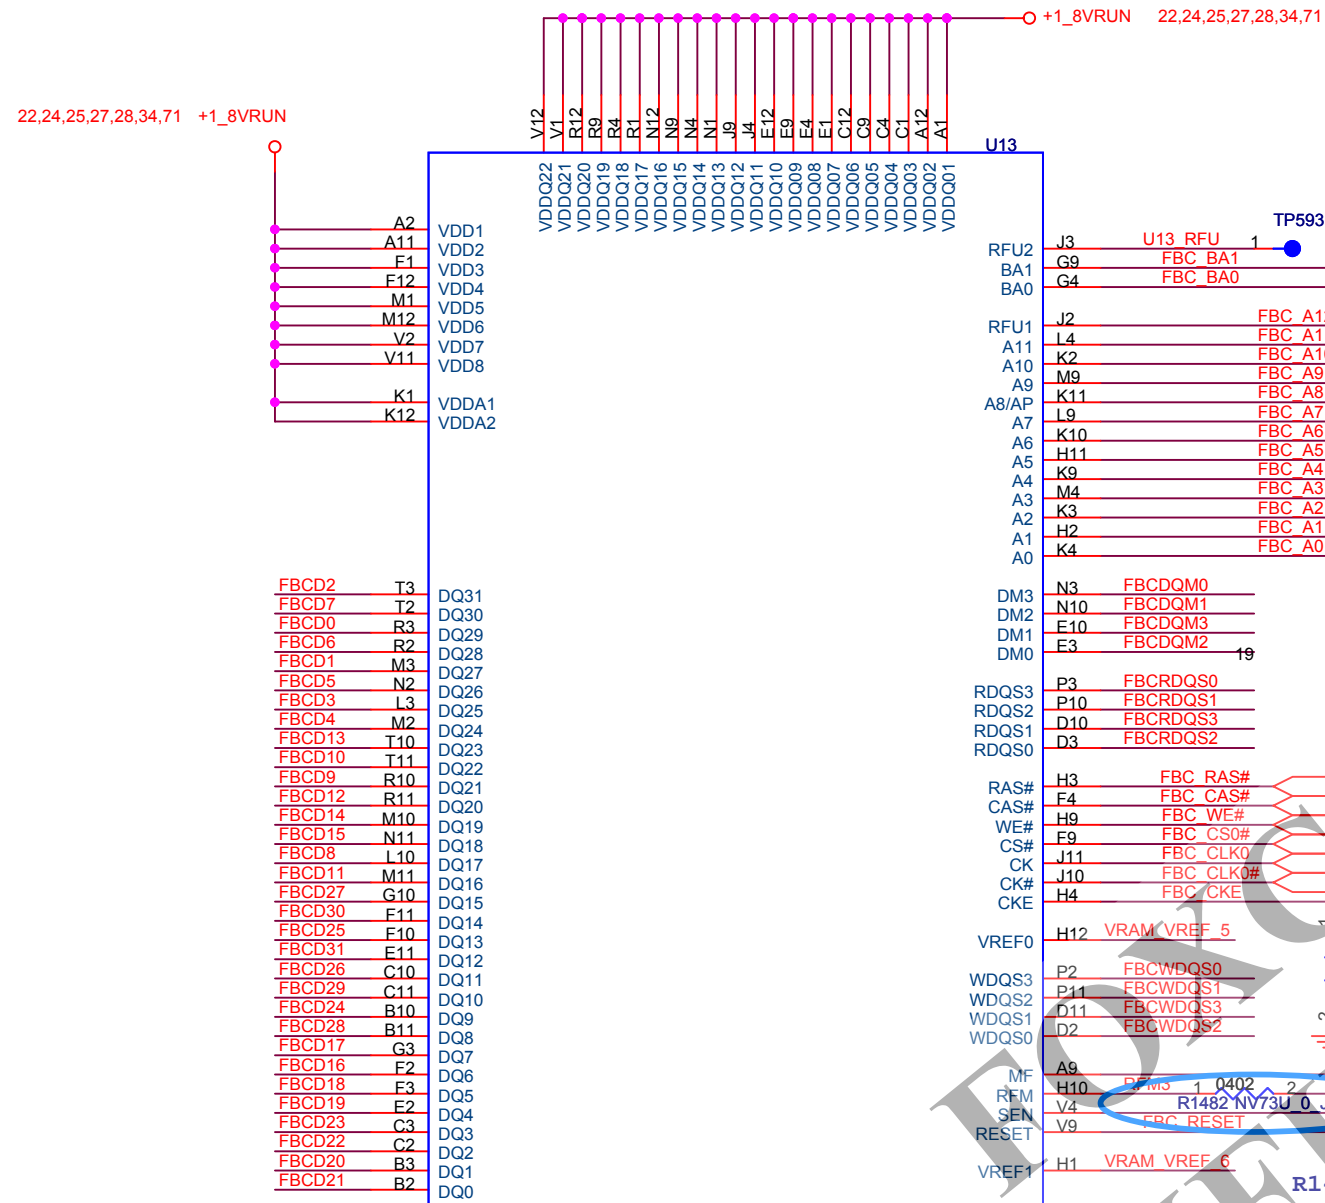 +1_8VRUN 22,24,25,27,28,34,71
22,24,25,27,28,34,71 +1_8VRUN
V12 V1 R12 R9 R4 R1 N12 N9 N4 N1 J9 J4 E12 E9 E4 E1 C12 C9 C4 C1 A12 A1
U13
VDDQ22 VDDQ21 VDDQ20 VDDQ19 VDDQ18 VDDQ17 VDDQ16 VDDQ15 VDDQ14 VDDQ13 VDDQ12 VDDQ11 VDDQ10 VDDQ09 VDDQ08 VDDQ07 VDDQ06 VDDQ05 VDDQ04 VDDQ03 VDDQ02 VDDQ01
A2 VDD1
A11 VDD2
F1 VDD3
F12 VDD4
M1 VDD5
M12 VDD6
V2 VDD7
V11 VDD8
K1 VDDA1
K12 VDDA2
FBCD2 T3 DQ31
FBCD7 T2 DQ30
FBCD0 R3 DQ29
FBCD6 R2 DQ28
FBCD1 M3 DQ27
FBCD5 N2 DQ26
FBCD3 L3 DQ25
FBCD4 M2 DQ24
FBCD13 T10 DQ23
FBCD10 T11 DQ22
FBCD9 R10 DQ21
FBCD12 R11 DQ20
FBCD14 M10 DQ19
FBCD15 N11 DQ18
FBCD8 L10 DQ17
FBCD11 M11 DQ16
FBCD27 G10 DQ15
FBCD30 F11 DQ14
FBCD25 F10 DQ13
FBCD31 E11 DQ12
FBCD26 C10 DQ11
FBCD29 C11 DQ10
FBCD24 B10 DQ9
FBCD28 B11 DQ8
FBCD17 G3 DQ7
FBCD16 F2 DQ6
FBCD18 F3 DQ5
FBCD19 E2 DQ4
FBCD23 C3 DQ3
FBCD22 C2 DQ2
FBCD20 B3 DQ1
FBCD21 B2 DQ0
TP593
RFU2 J3 U13_RFU 1
BA1 G9 FBC_BA1
BA0 G4 FBC_BA0
RFU1 J2 FBC_A1
A11 L4 FBC_A1
A10 K2 FBC_A1
A9 M9 FBC_A9
A8/AP K11 FBC_A8
A7 L9 FBC_A7
A6 K10 FBC_A6
A5 H11 FBC_A5
A4 K9 FBC_A4
A3 M4 FBC_A3
A2 K3 FBC_A2
A1 H2 FBC_A1
A0 K4 FBC_A0
DM3 N3 FBCDQM0
DM2 N10 FBCDQM1
DM1 E10 FBCDQM3
DM0 E3 FBCDQM2
19
RDQS3 P3 FBCRDQS0
RDQS2 P10 FBCRDQS1
RDQS1 D10 FBCRDQS3
RDQS0 D3 FBCRDQS2
RAS# H3 FBC_RAS#
CAS# F4 FBC_CAS#
WE# H9 FBC_WE#
CS# F9 FBC_CS0#
CK J11 FBC_CLK0
CK# J10 FBC_CLK0#
CKE H4 FBC_CKE
VREF0 H12 VRAM_VREF_5
WDQS3 P2 FBCWDQS0
WDQS2 P11 FBCWDQS1
WDQS1 D11 FBCWDQS3
WDQS0 D2 FBCWDQS2
MF A9
RFM H10 RFM3 1 0402 2
R1482 NV73U_0_J
SEN V4
RESET V9 FBC_RESET
VREF1 H1 VRAM_VREF_6
R1
FOXC